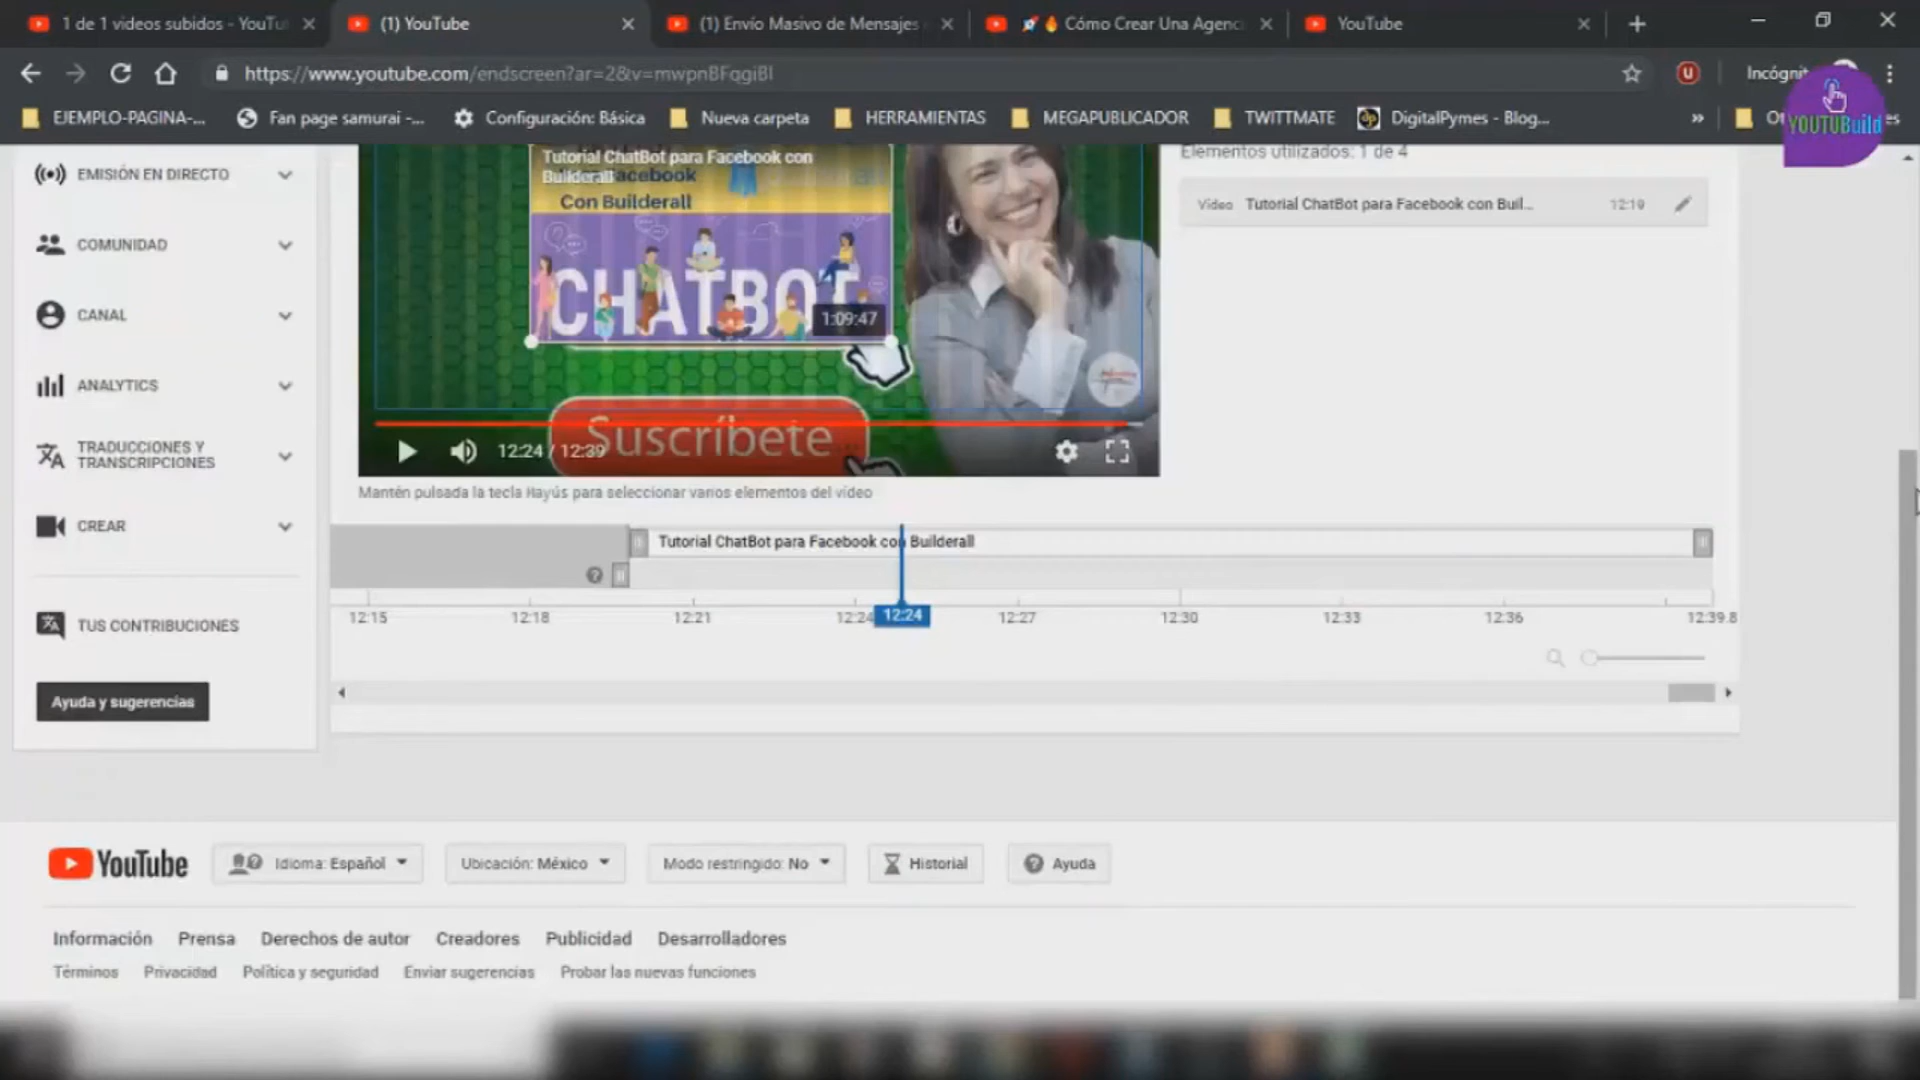 1 de 1 vídeos subidos - YouTu
(1) YouTube
(1) Envío Masivo de Mensajes
Cómo Crear Una Agenc
YouTube
https://www.youtube.com/endscreen?ar=2&v=mwpnBFqgiBI
Incógnit
EJEMPLO-PAGINA-...
Fan page samurai -...
Configuración: Básica
Nueva carpeta
HERRAMIENTAS
MEGAPUBLICADOR
TWITTMATE
DigitalPymes - Blog...
»
YOUTUBuild
EMISIÓN EN DIRECTO
COMUNIDAD
CANAL
ANALYTICS
TRADUCCIONES Y
TRANSCRIPCIONES
CREAR
TUS CONTRIBUCIONES
Ayuda y sugerencias
Tutorial ChatBot para Facebook con
Builderall
Facebook
Con Builderall
CHATBOT
1:09:47
Suscríbete
12:24 / 12:39
Elementos utilizados: 1 de 4
Vídeo Tutorial ChatBot para Facebook con Buil... 12:19
Mantén pulsada la tecla Mayús para seleccionar varios elementos del vídeo
Tutorial ChatBot para Facebook con Builderall
12:15 12:18 12:21 12:24 12:24 12:27 12:30 12:33 12:36 12:39.8
YouTube
Idioma: Español
Ubicación: México
Modo restringido: No
Historial
Ayuda
Información Prensa Derechos de autor Creadores Publicidad Desarrolladores
Términos Privacidad Política y seguridad Enviar sugerencias Probar las nuevas funciones